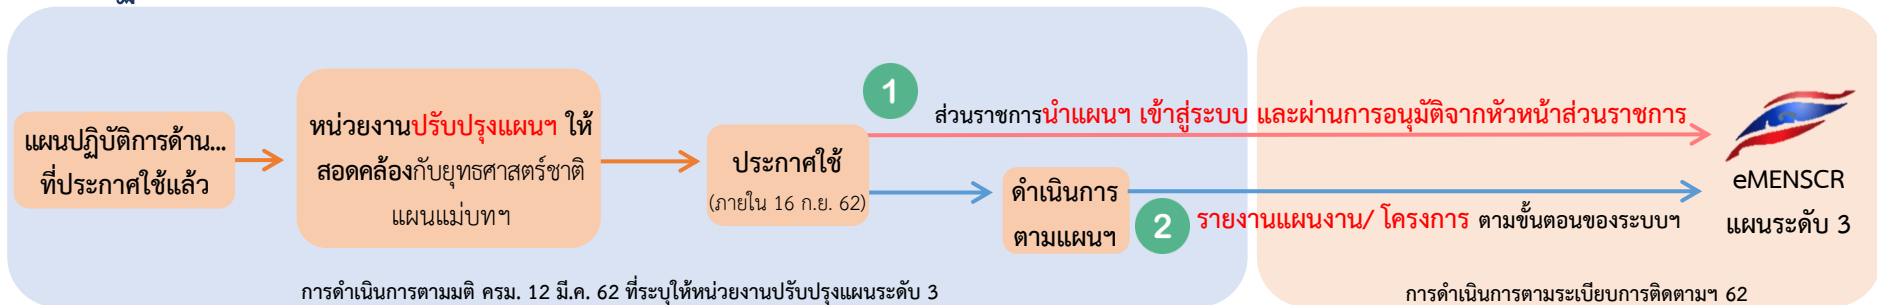 แผนปฏิบัติการด้าน...
ที่ประกาศใช้แล้ว
หน่วยงานปรับปรุงแผนฯ ให้
สอดคล้องกับยุทธศาสตร์ชาติ
แผนแม่บทฯ
ประกาศใช้
(ภายใน 16 ก.ย. 62)
1
ส่วนราชการนำแผนฯ เข้าสู่ระบบ และผ่านการอนุมัติจากหัวหน้าส่วนราชการ
ดำเนินการ
ตามแผนฯ
2
รายงานแผนงาน/ โครงการ ตามขั้นตอนของระบบฯ
eMENSCR
แผนระดับ 3
การดำเนินการตามมติ ครม. 12 มี.ค. 62 ที่ระบุให้หน่วยงานปรับปรุงแผนระดับ 3
การดำเนินการตามระเบียบการติดตามฯ 62